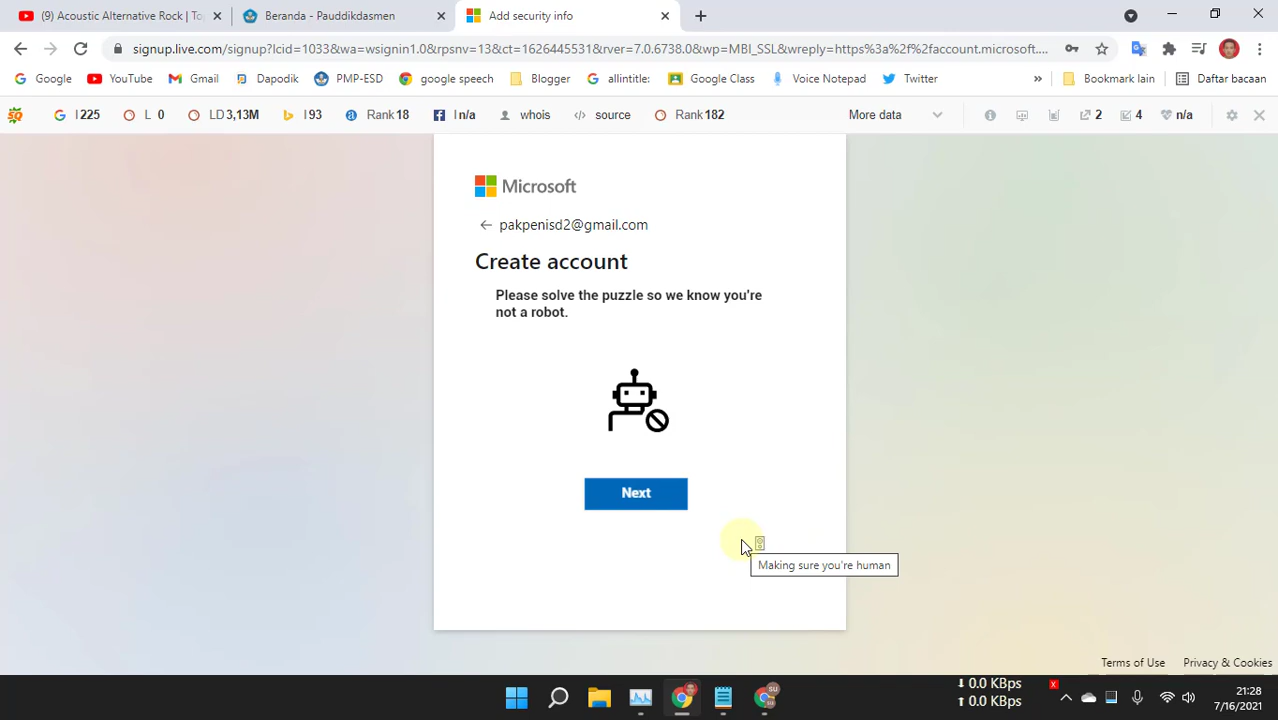 (9) Acoustic Alternative Rock | To
Beranda - Pauddikdasmen
Add security info
signup.live.com/signup?lcid=1033&wa=wsignin1.0&rpsnv=13&ct=1626445531&rver=7.0.6738.0&wp=MBI_SSL&wreply=https%3a%2f%2faccount.microsoft....
Google YouTube Gmail Dapodik PMP-ESD google speech Blogger allintitle: Google Class Voice Notepad Twitter » Bookmark lain Daftar bacaan
SQ I 225 L 0 LD 3,13M I 93 Rank 18 I n/a whois source Rank 182 More data 2 4 n/a
Microsoft
pakpenisd2@gmail.com
Create account
Please solve the puzzle so we know you're
not a robot.
Next
Making sure you're human
Terms of Use Privacy & Cookies
0.0 KBps
0.0 KBps
21:28
7/16/2021